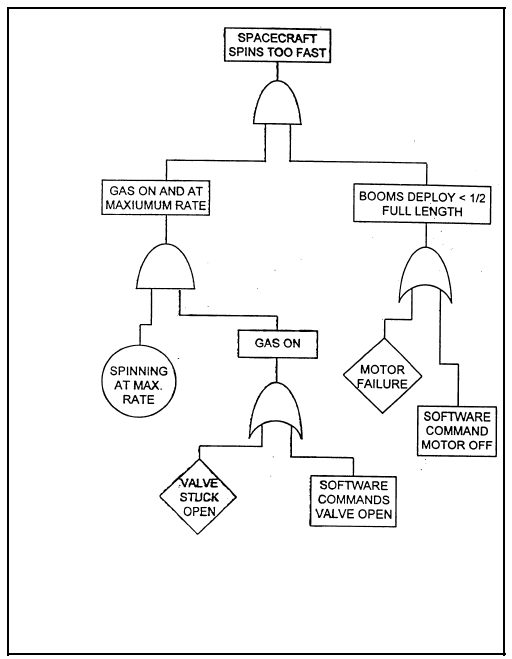 SPACECRAFT
SPINS TOO FAST
GAS ON AND AT
MAXIUMUM RATE
BOOMS DEPLOY < 1/2
FULL LENGTH
GAS ON
SPINNING
AT MAX.
RATE
MOTOR
FAILURE
SOFTWARE
COMMAND
MOTOR OFF
VALVE
STUCK
OPEN
SOFTWARE
COMMANDS
VALVE OPEN